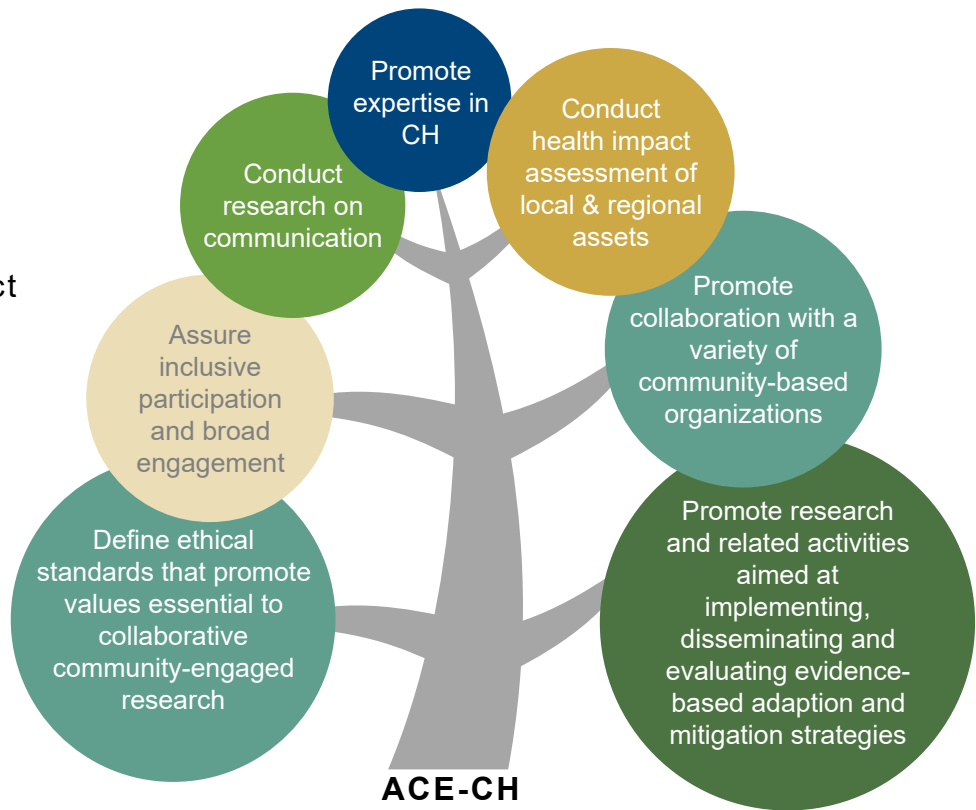 Promote
expertise in
CH
Conduct
health impact
assessment of
local & regional
assets
Conduct
research on
communication
ct
Promote
collaboration with a
variety of
community-based
organizations
Assure
inclusive
participation
and broad
engagement
Define ethical
standards that promote
values essential to
collaborative
community-engaged
research
Promote research
and related activities
aimed at
implementing,
disseminating and
evaluating evidence-
based adaption and
mitigation strategies
ACE-CH